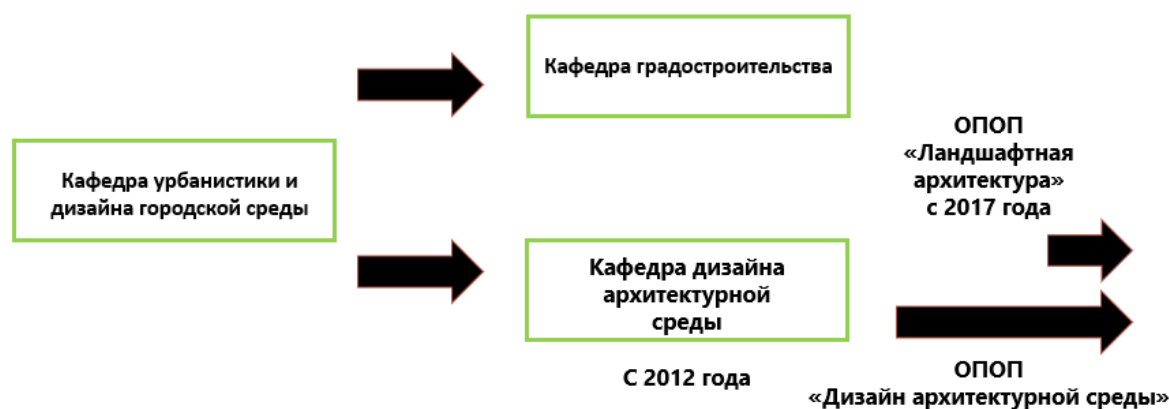 Кафедра урбанистики и
дизайна городской среды
Кафедра градостроительства
Кафедра дизайна
архитектурной
среды
С 2012 года
ОПОП
«Ландшафтная
архитектура»
с 2017 года
ОПОП
«Дизайн архитектурной среды»